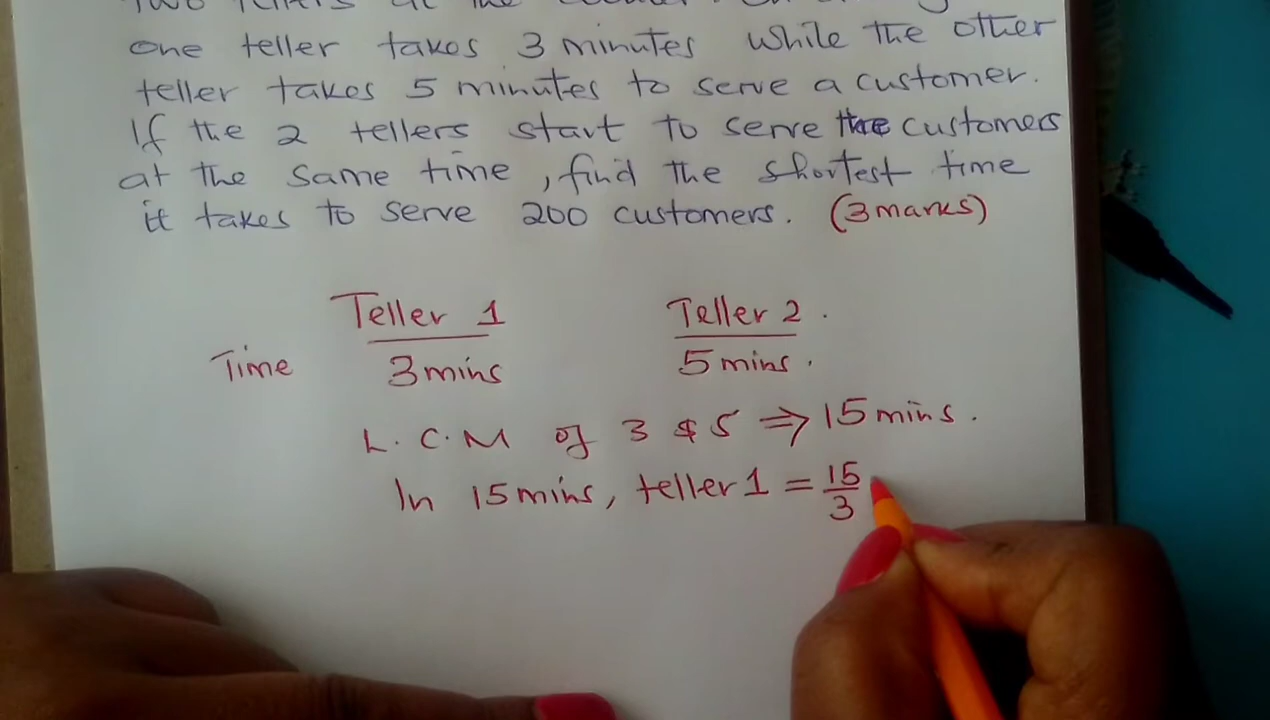 one teller takes 3 minutes while the other
teller takes 5 minutes to serve a customer.
If the 2 tellers start to serve the customers
at the same time, find the shortest time
it takes to serve 200 customers. (3 marks)
Teller 1 Teller 2.
Time 3 mins 5 mins.
L.C.M of 3 & 5 ⇒ 15 mins.
In 15 mins, teller 1 = 15/3